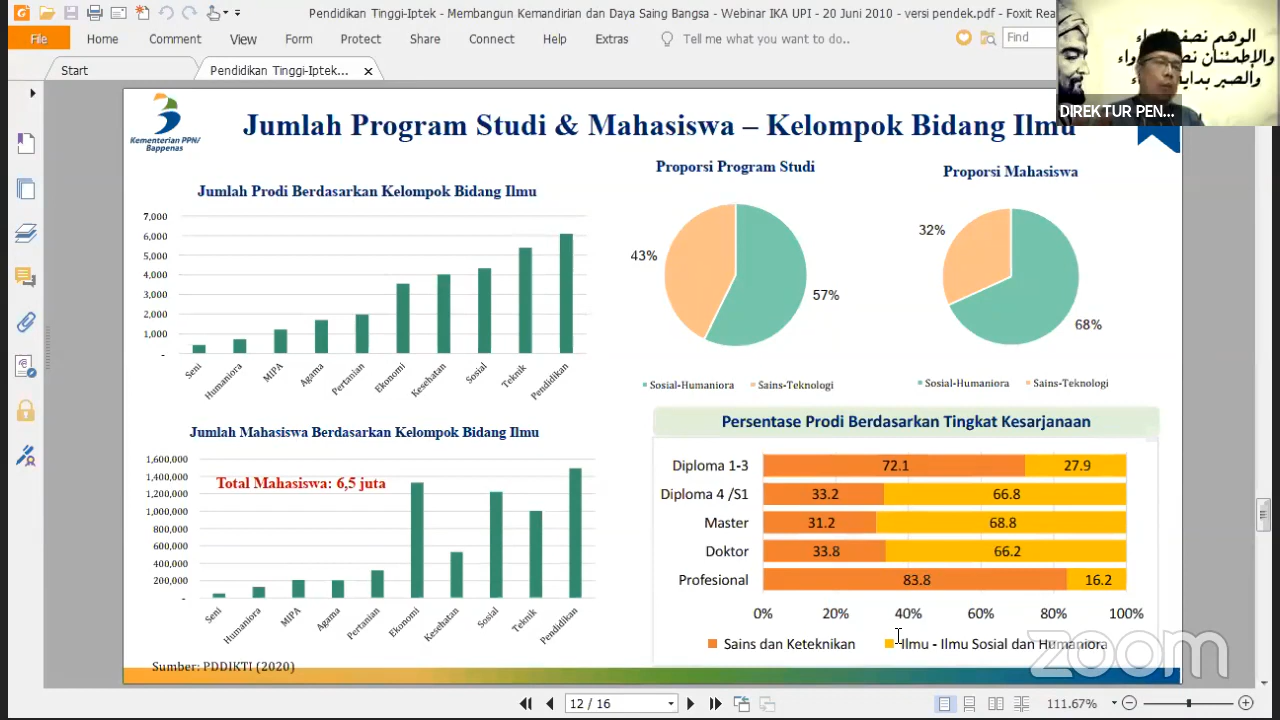 Pendidikan Tinggi-Iptek - Membangun Kemandirian dan Daya Saing Bangsa - Webinar IKA UPI - 20 Juni 2010 - versi pendek.pdf - Foxit Rea
File Home Comment View Form Protect Share Connect Help Extras Tell me what you want to do.. Find
Start Pendidikan Tinggi-Iptek...
الوهم نصف
والاطمئنان نصف
والصبر بداية
DIREKTUR PEN...
Kementerian PPN/
Bappenas
Jumlah Program Studi & Mahasiswa – Kelompok Bidang Ilmu
Jumlah Prodi Berdasarkan Kelompok Bidang Ilmu
7,000
6,000
5,000
4,000
3,000
2,000
1,000
-
Seni Humaniora MIPA Agama Pertanian Ekonomi Kesehatan Sosial Teknik Pendidikan
Proporsi Program Studi
43%
57%
Sosial-Humaniora Sains-Teknologi
Proporsi Mahasiswa
32%
68%
Sosial-Humaniora Sains-Teknologi
Jumlah Mahasiswa Berdasarkan Kelompok Bidang Ilmu
Total Mahasiswa: 6,5 juta
1,600,000
1,400,000
1,200,000
1,000,000
800,000
600,000
400,000
200,000
-
Seni Humaniora MIPA Agama Pertanian Ekonomi Kesehatan Sosial Teknik Pendidikan
Persentase Prodi Berdasarkan Tingkat Kesarjanaan
Diploma 1-3 72.1 27.9
Diploma 4 /S1 33.2 66.8
Master 31.2 68.8
Doktor 33.8 66.2
Profesional 83.8 16.2
0% 20% 40% 60% 80% 100%
Sains dan Keteknikan Ilmu - Ilmu Sosial dan Humaniora
Sumber: PDDIKTI (2020)
zoom
12 / 16 111.67%